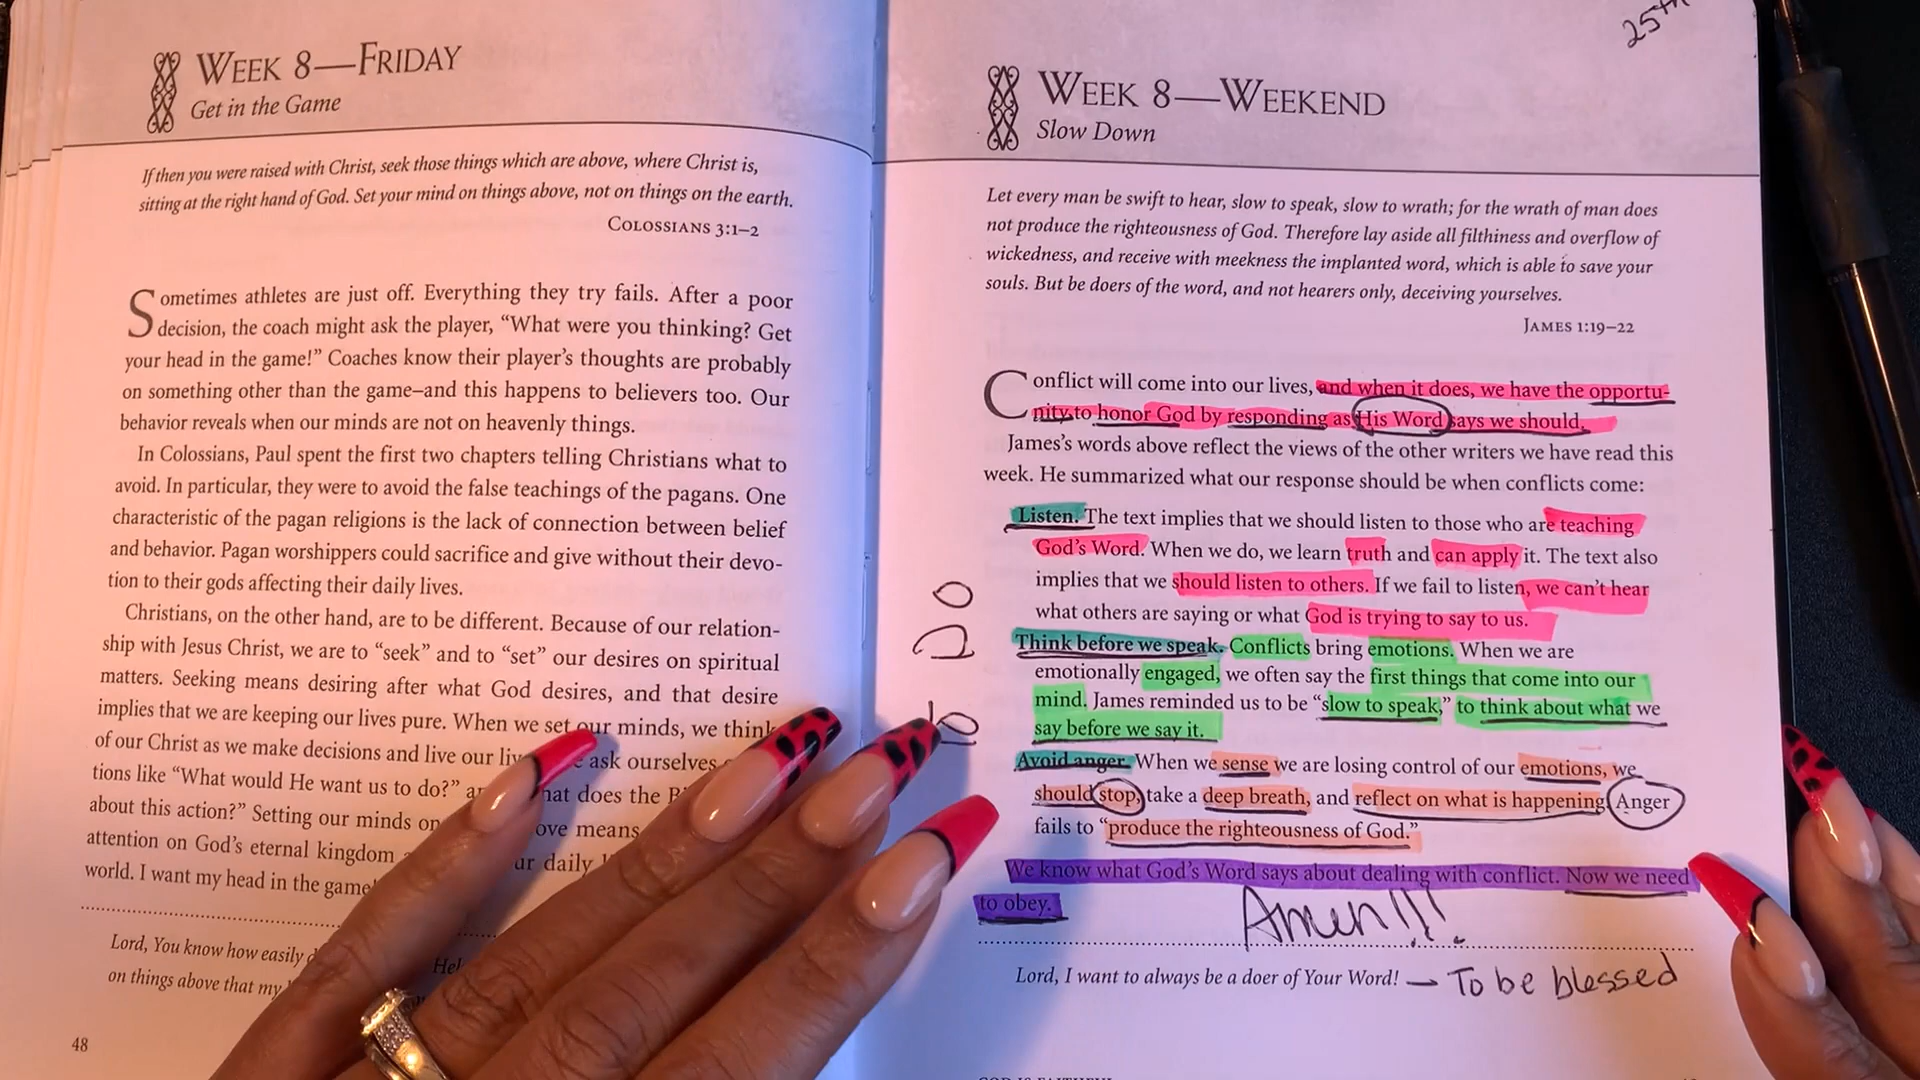 WEEK 8—FRIDAY
Get in the Game
If then you were raised with Christ, seek those things which are above, where Christ is,
sitting at the right hand of God. Set your mind on things above, not on things on the earth.
COLOSSIANS 3:1–2
Sometimes athletes are just off. Everything they try fails. After a poor
decision, the coach might ask the player, “What were you thinking? Get
your head in the game!” Coaches know their player’s thoughts are probably
on something other than the game–and this happens to believers too. Our
behavior reveals when our minds are not on heavenly things.
In Colossians, Paul spent the first two chapters telling Christians what to
avoid. In particular, they were to avoid the false teachings of the pagans. One
characteristic of the pagan religions is the lack of connection between belief
and behavior. Pagan worshippers could sacrifice and give without their devo-
tion to their gods affecting their daily lives.
Christians, on the other hand, are to be different. Because of our relation-
ship with Jesus Christ, we are to “seek” and to “set” our desires on spiritual
matters. Seeking means desiring after what God desires, and that desire
implies that we are keeping our lives pure. When we set our minds, we think
of our Christ as we make decisions and live our ask ourselves
tions like “What would He want us to do?” does the
about this action?” Setting our minds on means
attention on God’s eternal kingdom daily
world. I want my head in the game
Lord, You know how easily
on things above that my
48
25th
WEEK 8—WEEKEND
Slow Down
Let every man be swift to hear, slow to speak, slow to wrath; for the wrath of man does
not produce the righteousness of God. Therefore lay aside all filthiness and overflow of
wickedness, and receive with meekness the implanted word, which is able to save your
souls. But be doers of the word, and not hearers only, deceiving yourselves.
JAMES 1:19–22
Conflict will come into our lives, and when it does, we have the opportu-
nity to honor God by responding as His Word says we should.
James’s words above reflect the views of the other writers we have read this
week. He summarized what our response should be when conflicts come:
Listen. The text implies that we should listen to those who are teaching
God’s Word. When we do, we learn truth and can apply it. The text also
implies that we should listen to others. If we fail to listen, we can’t hear
what others are saying or what God is trying to say to us.
Think before we speak. Conflicts bring emotions. When we are
emotionally engaged, we often say the first things that come into our
mind. James reminded us to be “slow to speak,” to think about what we
say before we say it.
Avoid anger. When we sense we are losing control of our emotions, we
should stop, take a deep breath, and reflect on what is happening. Anger
fails to “produce the righteousness of God.”
We know what God’s Word says about dealing with conflict. Now we need
to obey.
Amen!!!
Lord, I want to always be a doer of Your Word! → To be blessed